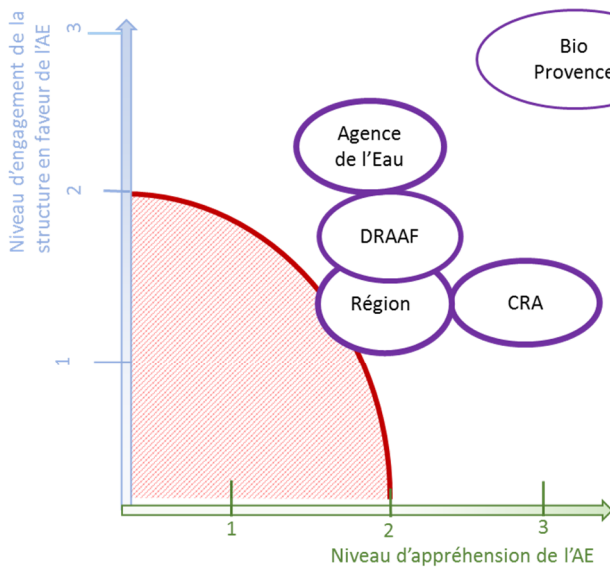 Niveau d'engagement de la
structure en faveur de l'AE
3
2
1
Bio
Provence
Agence
de l'Eau
DRAAF
Région
CRA
1
2
3
Niveau d'appréhension de l'AE